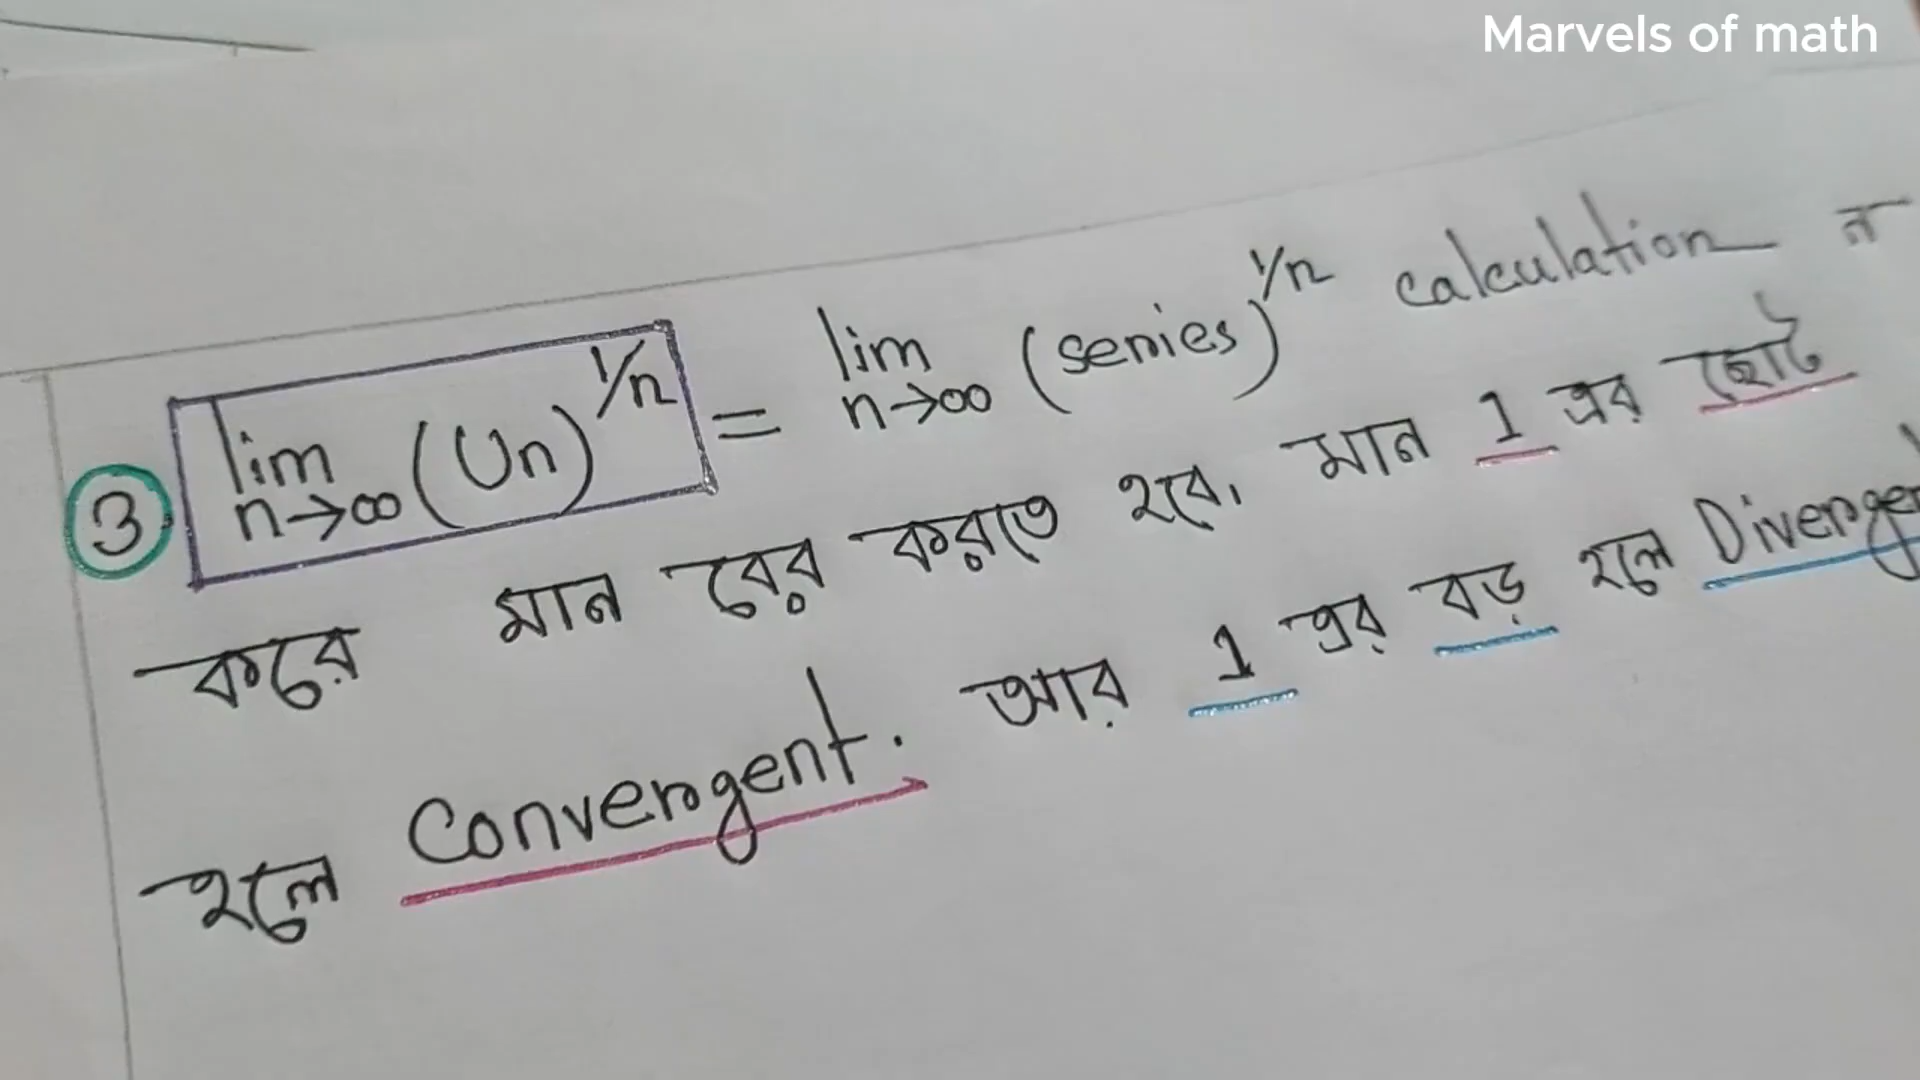 Marvels of math
③ lim n→∞ (Un)^1/n = lim n→∞ (series)^1/n calculation
করে মান বের করতে হবে। মান 1 এর ছোট
হলে Convergent. আর 1 এর বড় হলে